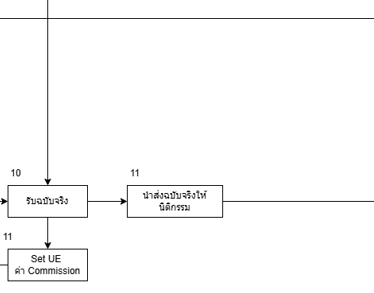 10
รับฉบับจริง
11
นำส่งฉบับจริงให้
นิติกรรม
11
Set UE
ค่า Commission